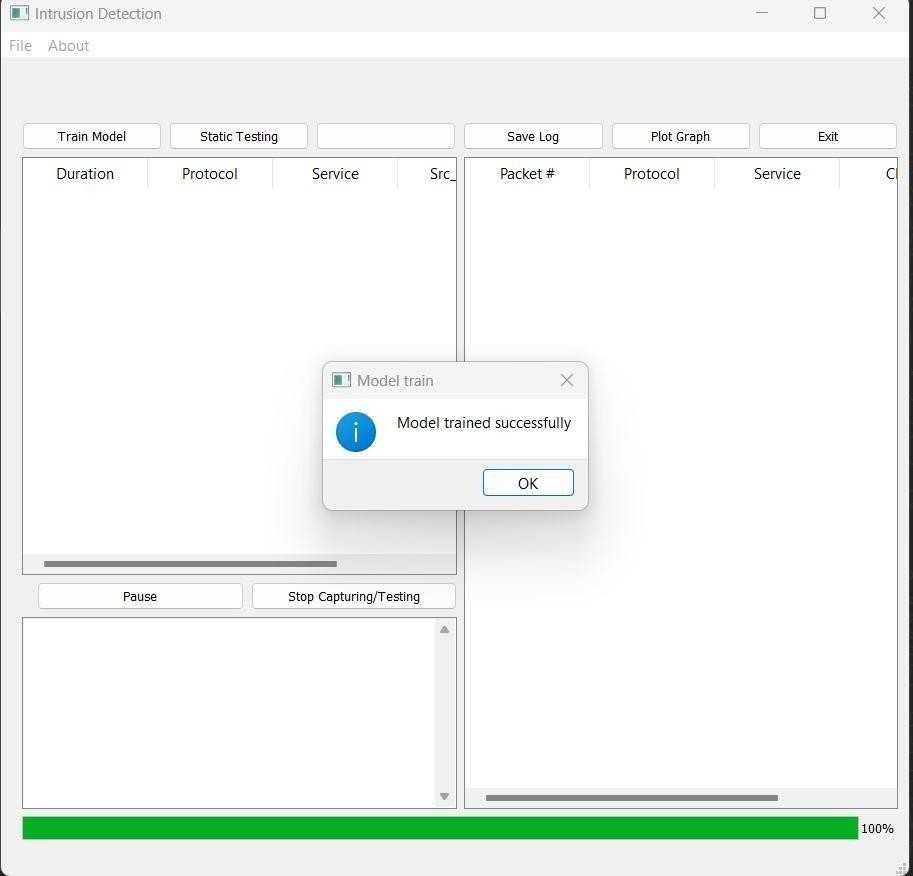 Intrusion Detection
File About
Train Model Static Testing Save Log Plot Graph Exit
Duration Protocol Service Src_ Packet # Protocol Service Cl
Model train
Model trained successfully
OK
Pause Stop Capturing/Testing
100%